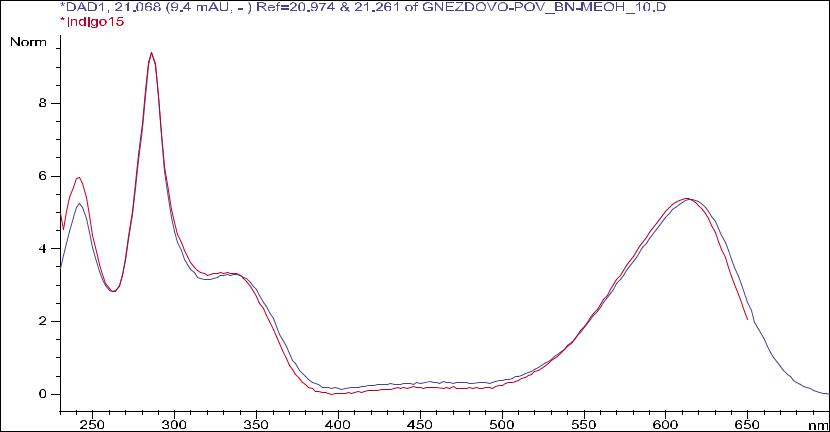 *DAD1, 21.068 (9.4 mAU, - ) Ref=20.974 & 21.261 of GNEZDOVO-POV_BN-MEOH_10.D
*Indigo15
Norm
8
6
4
2
0
250 300 350 400 450 500 550 600 650 nm